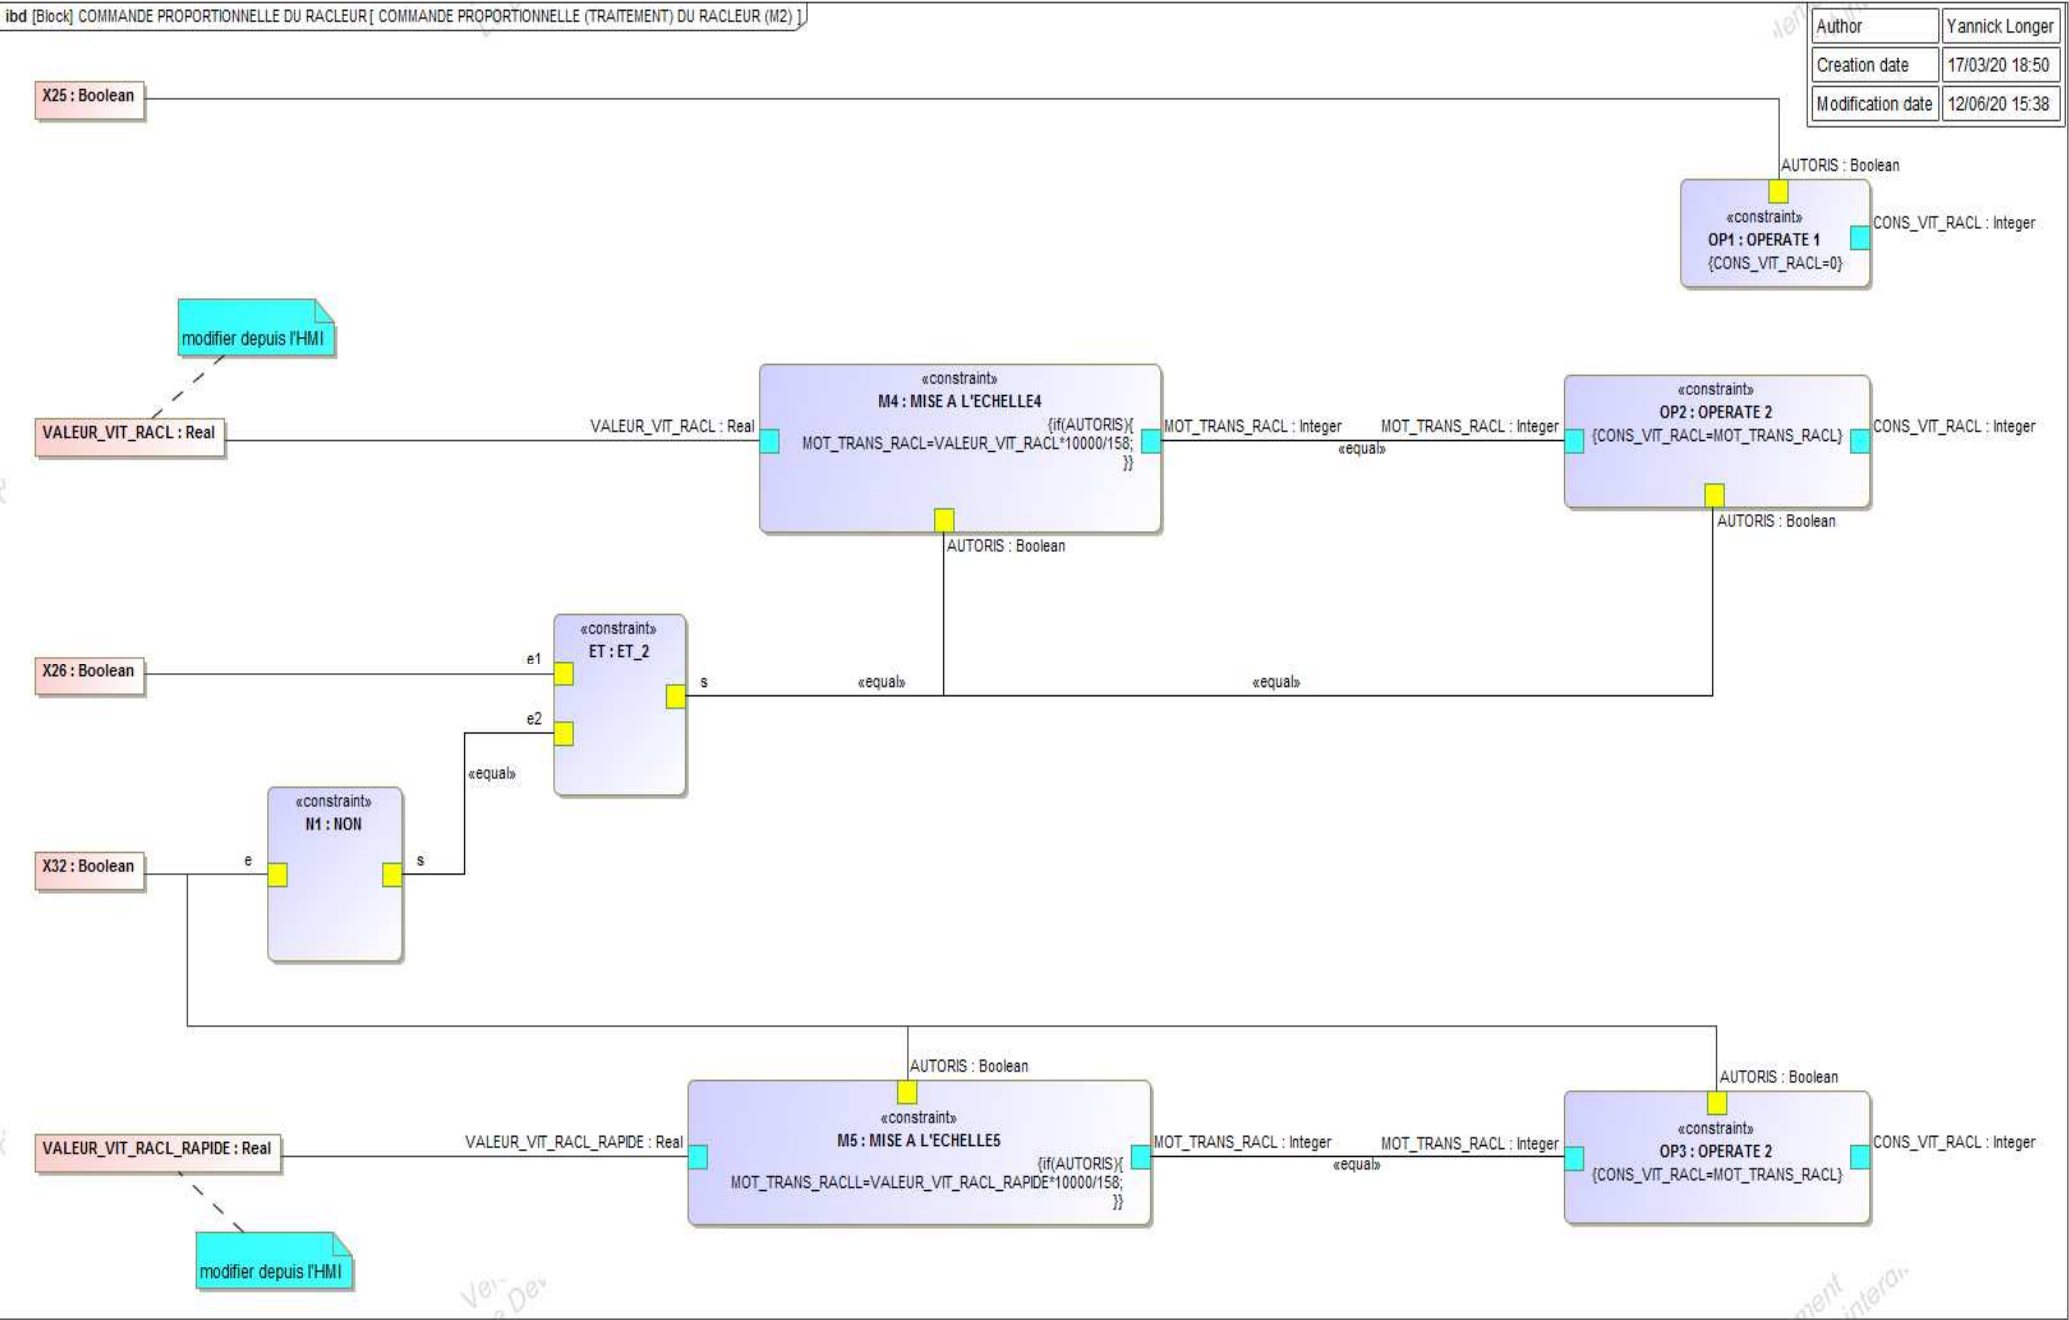 ibd [Block] COMMANDE PROPORTIONNELLE DU RACLEUR [ COMMANDE PROPORTIONNELLE (TRAITEMENT) DU RACLEUR (M2) ]
Author Yannick Longer
Creation date 17/03/20 18:50
Modification date 12/06/20 15:38
X25 : Boolean
AUTORIS : Boolean
«constraint»
OP1 : OPERATE 1
{CONS_VIT_RACL=0}
CONS_VIT_RACL : Integer
modifier depuis l'HMI
VALEUR_VIT_RACL : Real
VALEUR_VIT_RACL : Real
«constraint»
M4 : MISE A L'ECHELLE4
{if(AUTORIS){
MOT_TRANS_RACL=VALEUR_VIT_RACL*10000/158;
}}
AUTORIS : Boolean
MOT_TRANS_RACL : Integer
«equal»
MOT_TRANS_RACL : Integer
«constraint»
OP2 : OPERATE 2
{CONS_VIT_RACL=MOT_TRANS_RACL}
CONS_VIT_RACL : Integer
AUTORIS : Boolean
X26 : Boolean
e1
e2
«constraint»
ET : ET_2
s
«equal»
«equal»
«equal»
«constraint»
N1 : NON
X32 : Boolean
e
s
AUTORIS : Boolean
AUTORIS : Boolean
VALEUR_VIT_RACL_RAPIDE : Real
VALEUR_VIT_RACL_RAPIDE : Real
«constraint»
M5 : MISE A L'ECHELLE5
{if(AUTORIS){
MOT_TRANS_RACLL=VALEUR_VIT_RACL_RAPIDE*10000/158;
}}
MOT_TRANS_RACL : Integer
«equal»
MOT_TRANS_RACL : Integer
«constraint»
OP3 : OPERATE 2
{CONS_VIT_RACL=MOT_TRANS_RACL}
CONS_VIT_RACL : Integer
modifier depuis l'HMI